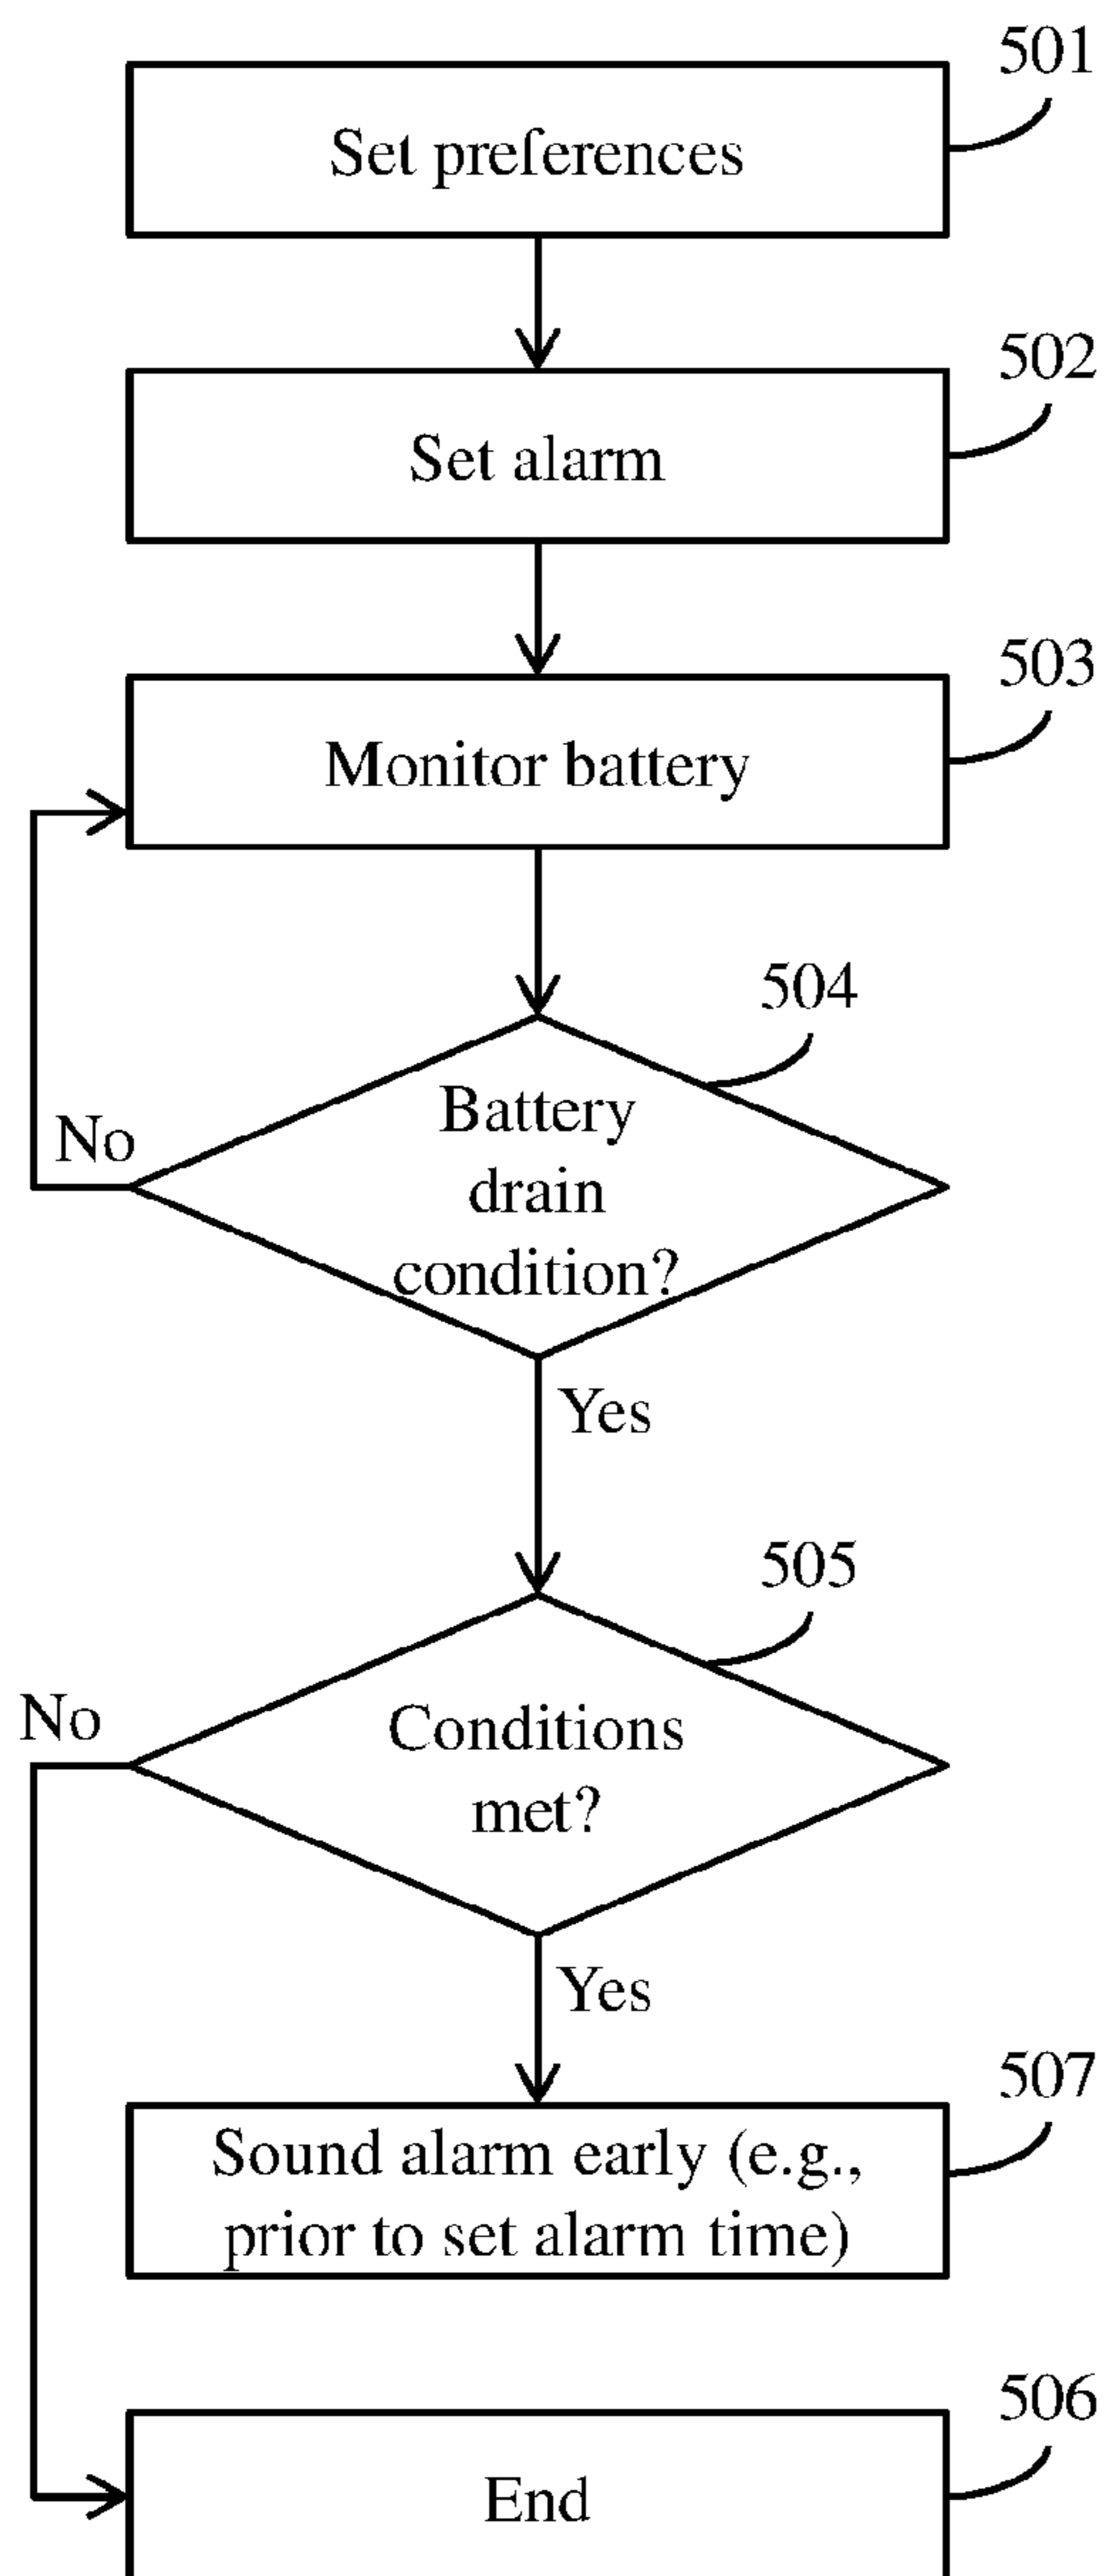 501
Set preferences
502
Set alarm
503
Monitor battery
504
Battery
drain
condition?
No
Yes
505
Conditions
met?
No
Yes
507
Sound alarm early (e.g.,
prior to set alarm time)
506
End